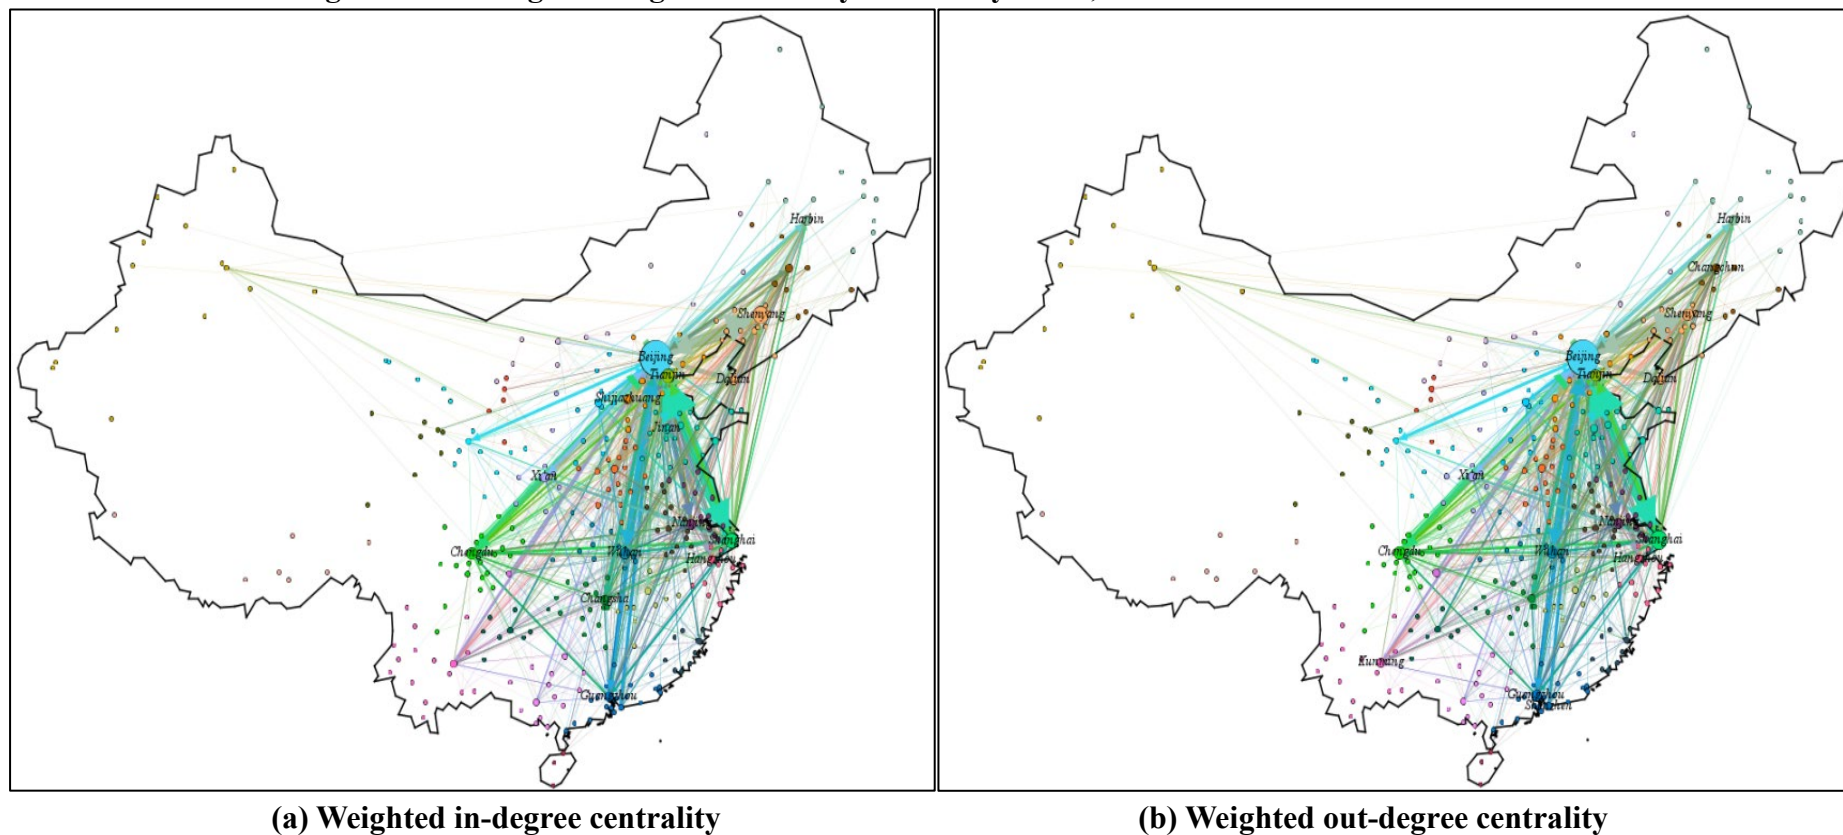 Harbin
Shenyang
Beijing
Tianjin
Dalian
Shijiazhuang
Jinan
Xi'an
Nanjing
Shanghai
Chengdu
Wuhan
Hangzhou
Changsha
Guangzhou
(a) Weighted in-degree centrality
Harbin
Changchun
Shenyang
Beijing
Tianjin
Dalian
Xi'an
Nanjing
Shanghai
Chengdu
Wuhan
Hangzhou
Kunming
Guangzhou
Shenzhen
(b) Weighted out-degree centrality